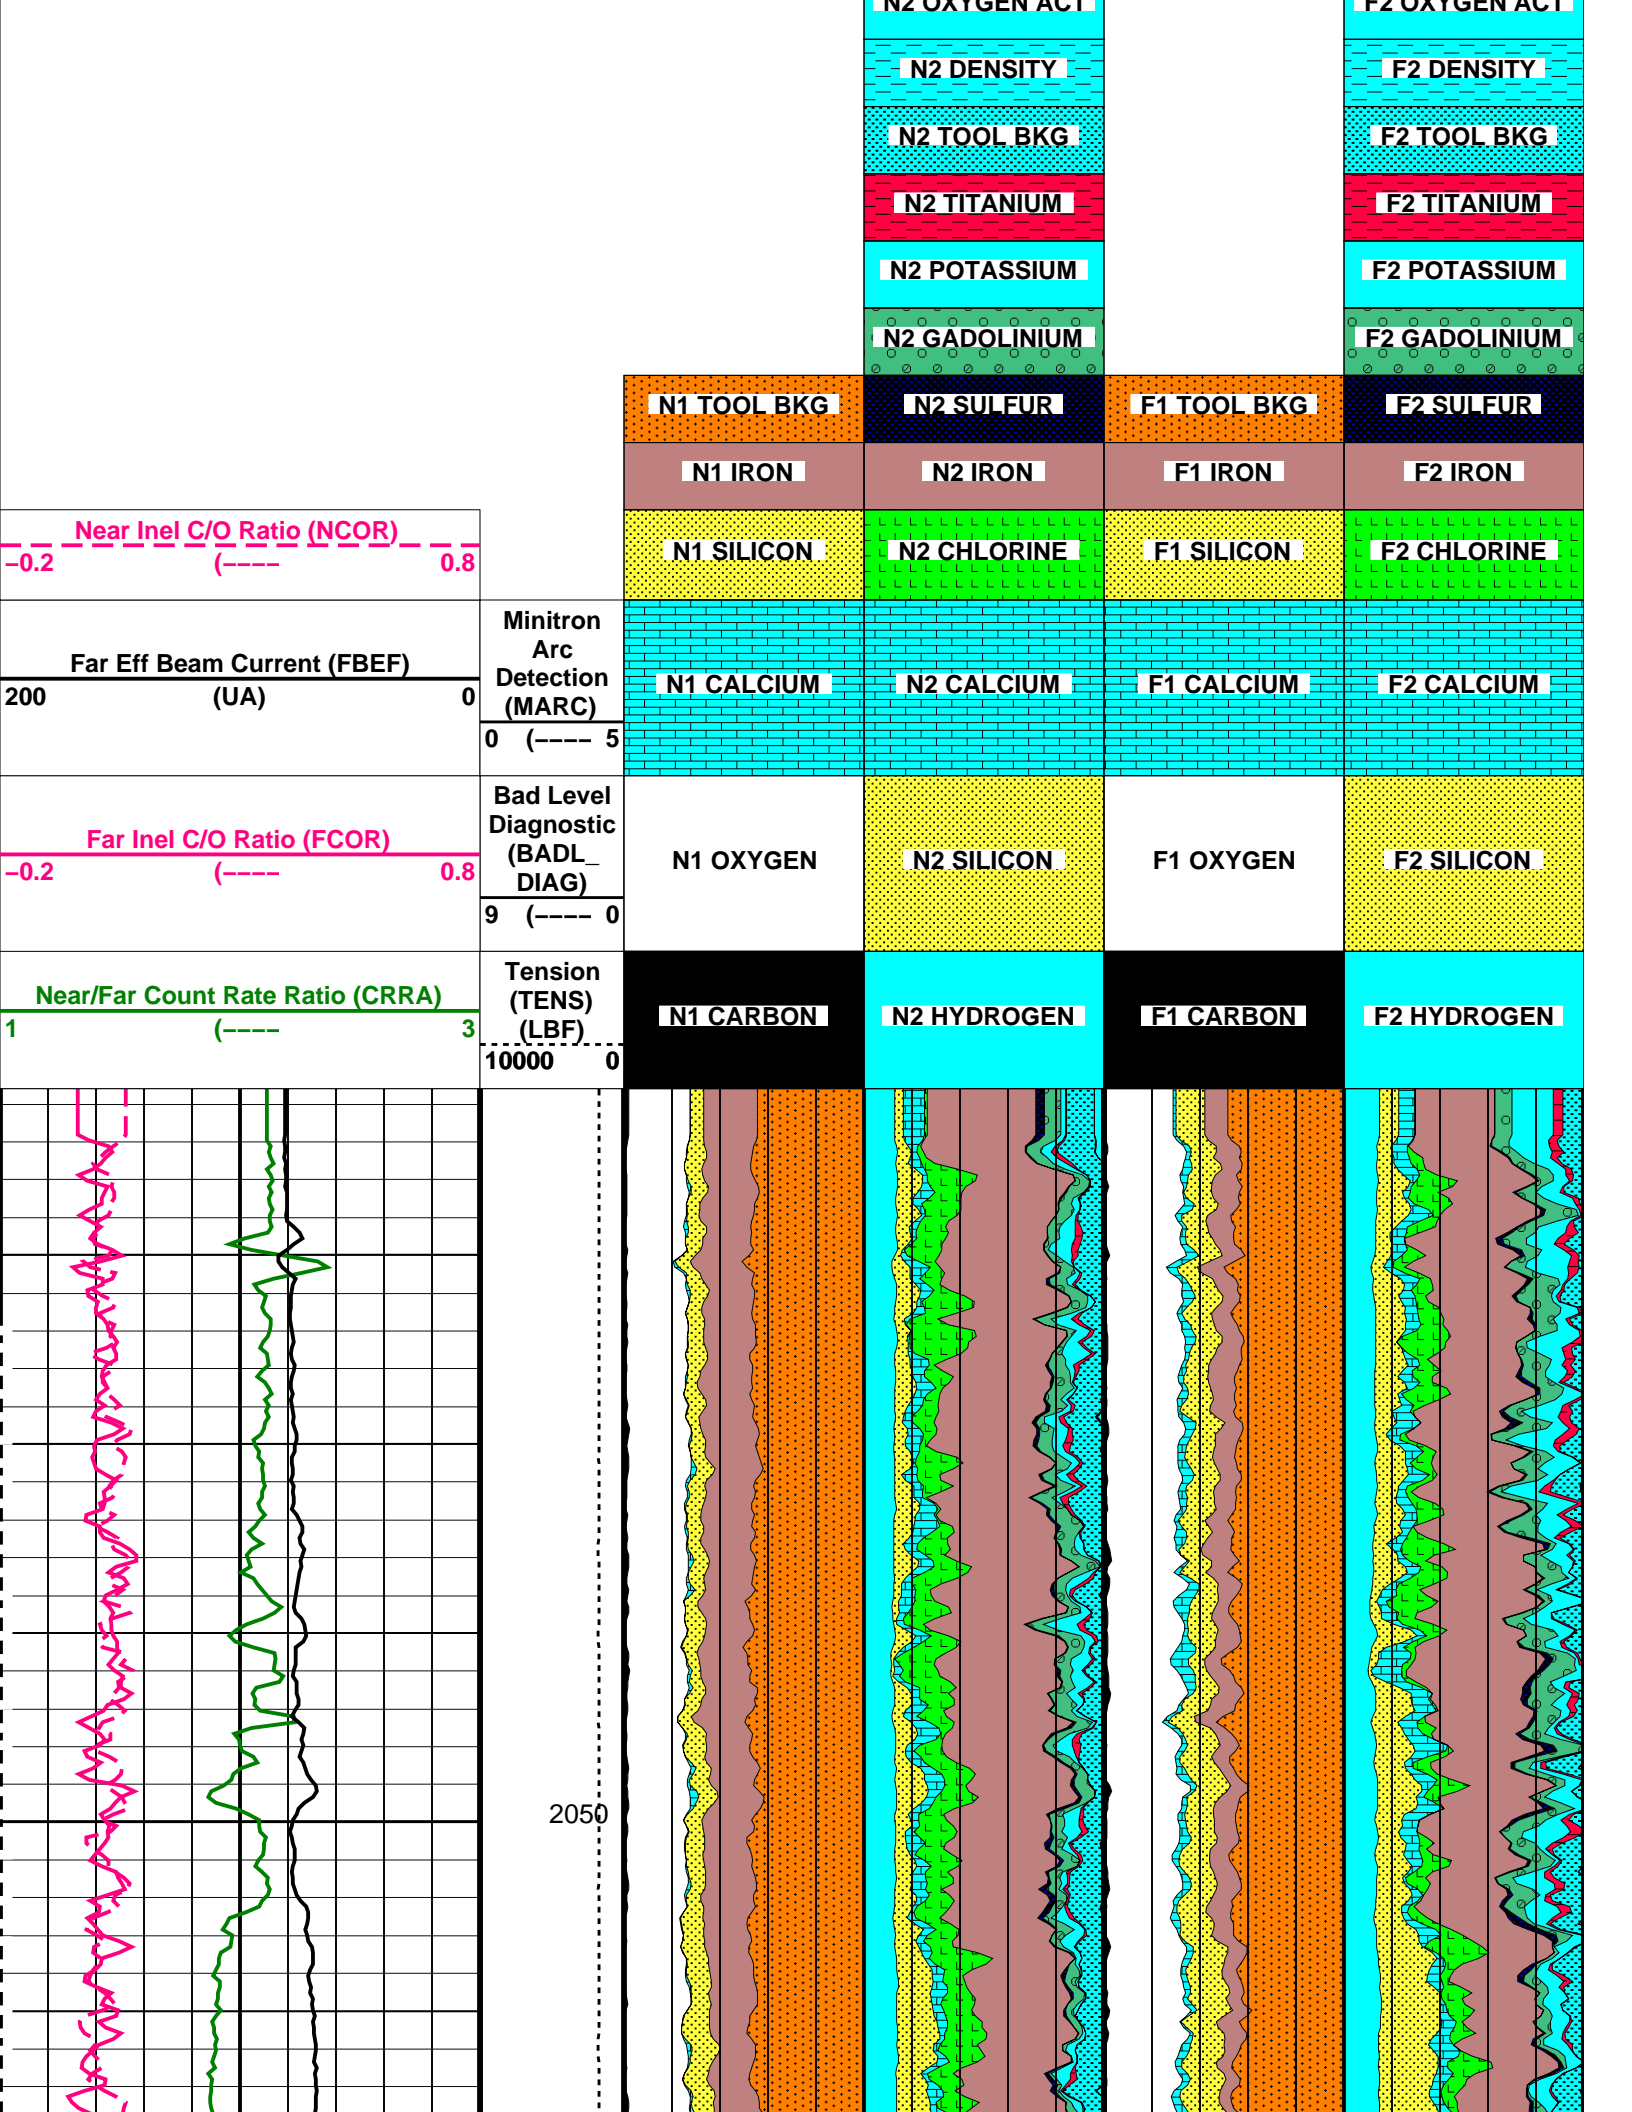 N2 OXYGEN ACT F2 OXYGEN ACT
N2 DENSITY F2 DENSITY
N2 TOOL BKG F2 TOOL BKG
N2 TITANIUM F2 TITANIUM
N2 POTASSIUM F2 POTASSIUM
N2 GADOLINIUM F2 GADOLINIUM
N1 TOOL BKG N2 SULFUR F1 TOOL BKG F2 SULFUR
N1 IRON N2 IRON F1 IRON F2 IRON
Near Inel C/O Ratio (NCOR)
−0.2 (−−−− 0.8
N1 SILICON N2 CHLORINE F1 SILICON F2 CHLORINE
Far Eff Beam Current (FBEF)
200 (UA) 0
Minitron
Arc
Detection
(MARC)
0 (−−−− 5
N1 CALCIUM N2 CALCIUM F1 CALCIUM F2 CALCIUM
Far Inel C/O Ratio (FCOR)
−0.2 (−−−− 0.8
Bad Level
Diagnostic
(BADL_
DIAG)
9 (−−−− 0
N1 OXYGEN N2 SILICON F1 OXYGEN F2 SILICON
Near/Far Count Rate Ratio (CRRA)
1 (−−−− 3
Tension
(TENS)
(LBF)
10000 0
N1 CARBON N2 HYDROGEN F1 CARBON F2 HYDROGEN
2050